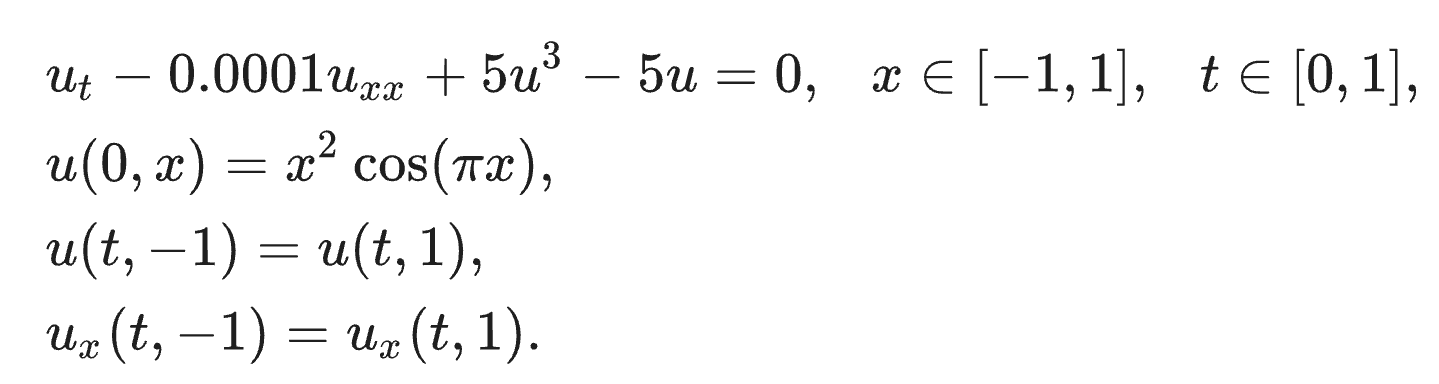 u_t − 0.0001u_{xx} + 5u^3 − 5u = 0,   x ∈ [−1, 1],   t ∈ [0, 1],
u(0, x) = x^2 cos(πx),
u(t, −1) = u(t, 1),
u_x(t, −1) = u_x(t, 1).